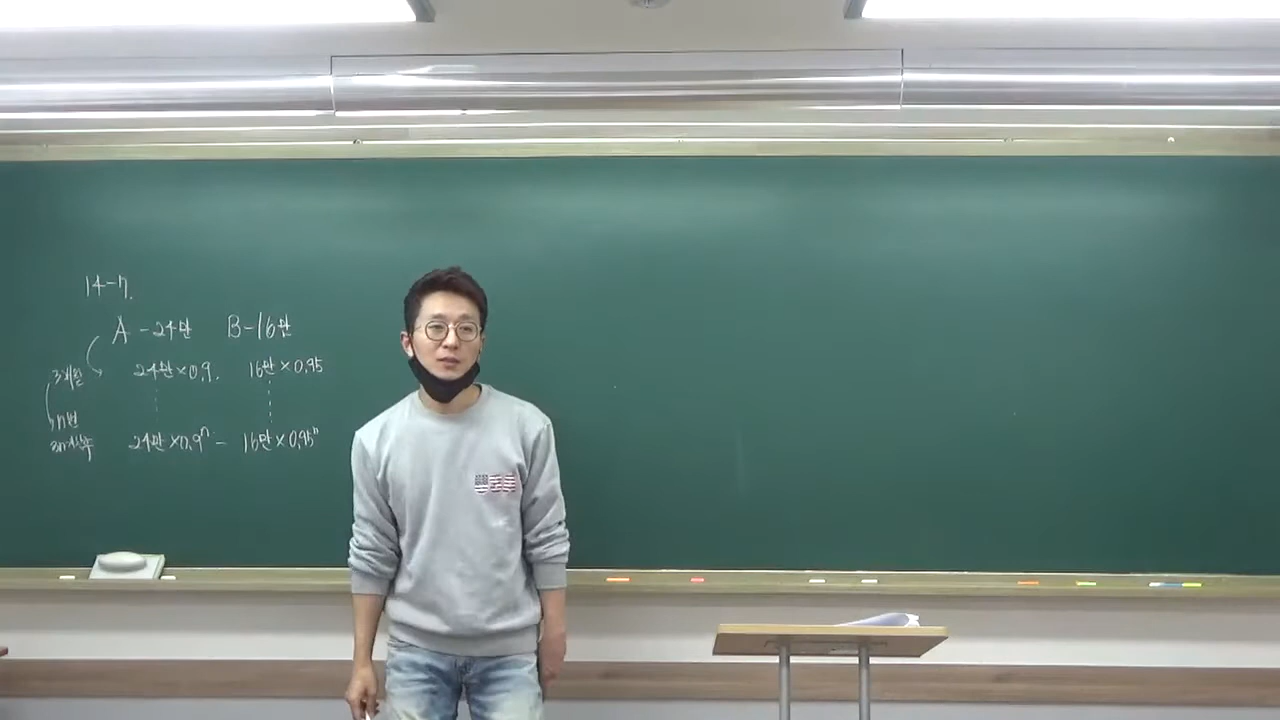 14-7.
A - 24만 B - 16만
3개월 24만 × 0.9. 16만 × 0.95
n번
24만 × 0.9ⁿ - 16만 × 0.95ⁿ
USA